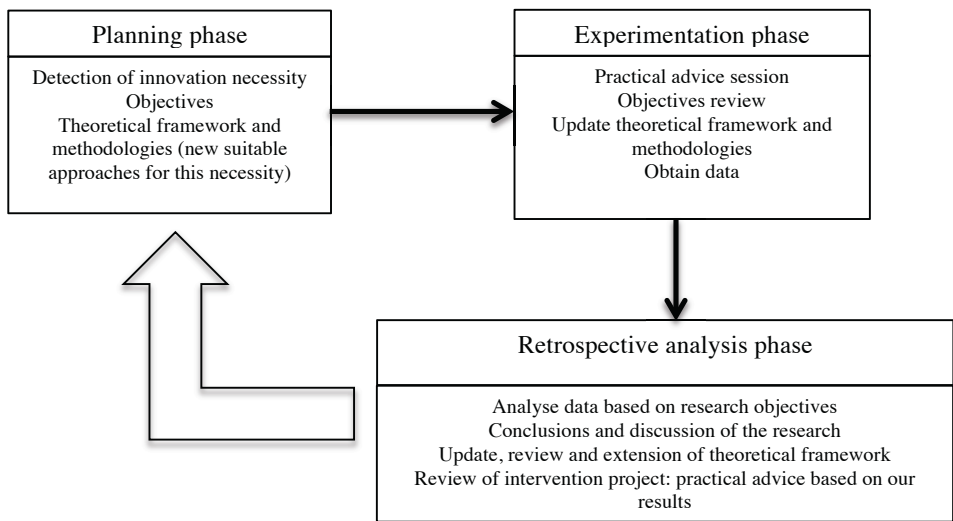 Planning phase
Detection of innovation necessity
Objectives
Theoretical framework and
methodologies (new suitable
approaches for this necessity)
Experimentation phase
Practical advice session
Objectives review
Update theoretical framework and
methodologies
Obtain data
Retrospective analysis phase
Analyse data based on research objectives
Conclusions and discussion of the research
Update, review and extension of theoretical framework
Review of intervention project: practical advice based on our
results